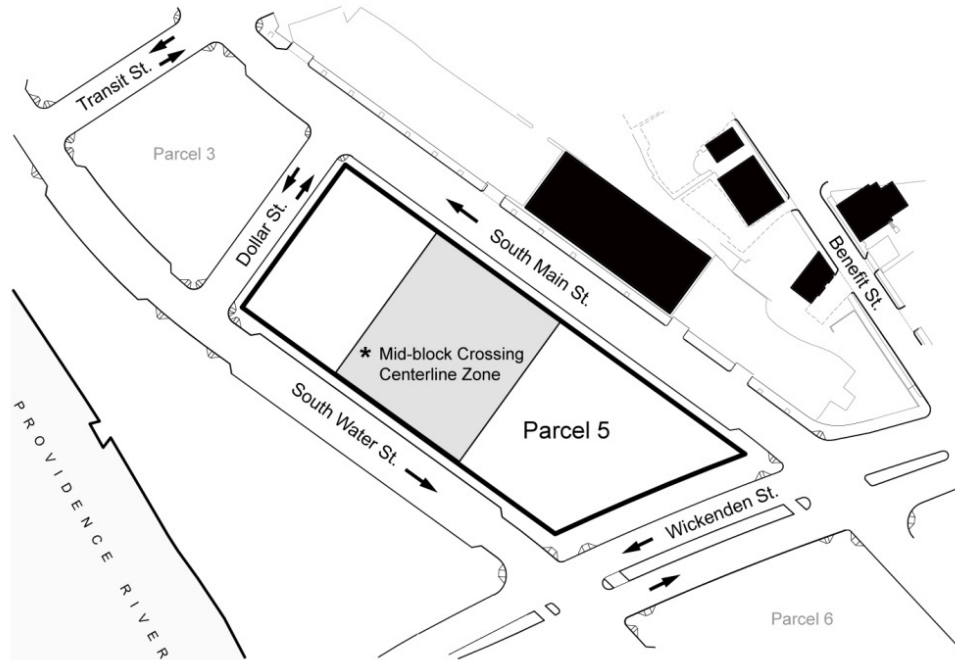 Transit St.
Parcel 3
Dollar St.
South Main St.
Benefit St.
* Mid-block Crossing
Centerline Zone
South Water St.
Parcel 5
Wickenden St.
PROVIDENCE RIVER
Parcel 6